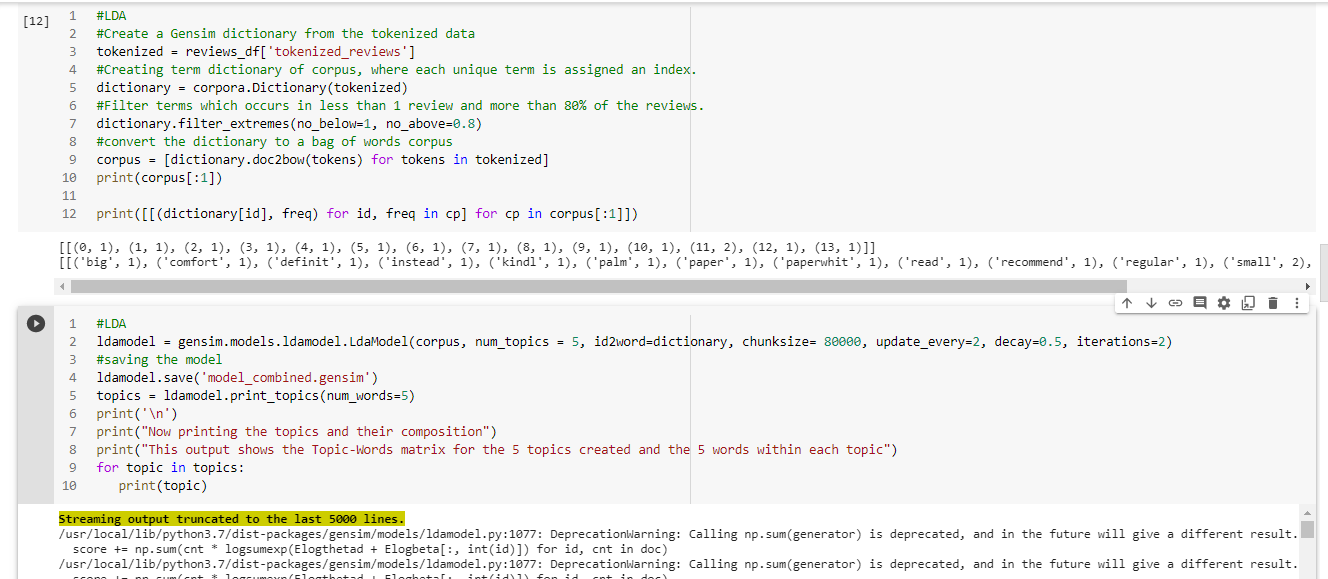 [12]
1 #LDA
2 #Create a Gensim dictionary from the tokenized data
3 tokenized = reviews_df['tokenized_reviews']
4 #Creating term dictionary of corpus, where each unique term is assigned an index.
5 dictionary = corpora.Dictionary(tokenized)
6 #Filter terms which occurs in less than 1 review and more than 80% of the reviews.
7 dictionary.filter_extremes(no_below=1, no_above=0.8)
8 #convert the dictionary to a bag of words corpus
9 corpus = [dictionary.doc2bow(tokens) for tokens in tokenized]
10 print(corpus[:1])
11
12 print([[(dictionary[id], freq) for id, freq in cp] for cp in corpus[:1]])
[[(0, 1), (1, 1), (2, 1), (3, 1), (4, 1), (5, 1), (6, 1), (7, 1), (8, 1), (9, 1), (10, 1), (11, 2), (12, 1), (13, 1)]]
[[('big', 1), ('comfort', 1), ('definit', 1), ('instead', 1), ('kindl', 1), ('palm', 1), ('paper', 1), ('paperwhit', 1), ('read', 1), ('recommend', 1), ('regular', 1), ('small', 2),
1 #LDA
2 ldamodel = gensim.models.ldamodel.LdaModel(corpus, num_topics = 5, id2word=dictionary, chunksize= 80000, update_every=2, decay=0.5, iterations=2)
3 #saving the model
4 ldamodel.save('model_combined.gensim')
5 topics = ldamodel.print_topics(num_words=5)
6 print('\n')
7 print("Now printing the topics and their composition")
8 print("This output shows the Topic-Words matrix for the 5 topics created and the 5 words within each topic")
9 for topic in topics:
10 print(topic)
Streaming output truncated to the last 5000 lines.
/usr/local/lib/python3.7/dist-packages/gensim/models/ldamodel.py:1077: DeprecationWarning: Calling np.sum(generator) is deprecated, and in the future will give a different result.
score += np.sum(cnt * logsumexp(Elogthetad + Elogbeta[:, int(id)]) for id, cnt in doc)
/usr/local/lib/python3.7/dist-packages/gensim/models/ldamodel.py:1077: DeprecationWarning: Calling np.sum(generator) is deprecated, and in the future will give a different result.
score += np.sum(cnt * logsumexp(Elogthetad + Elogbeta[:, int(id)]) for id, cnt in doc)